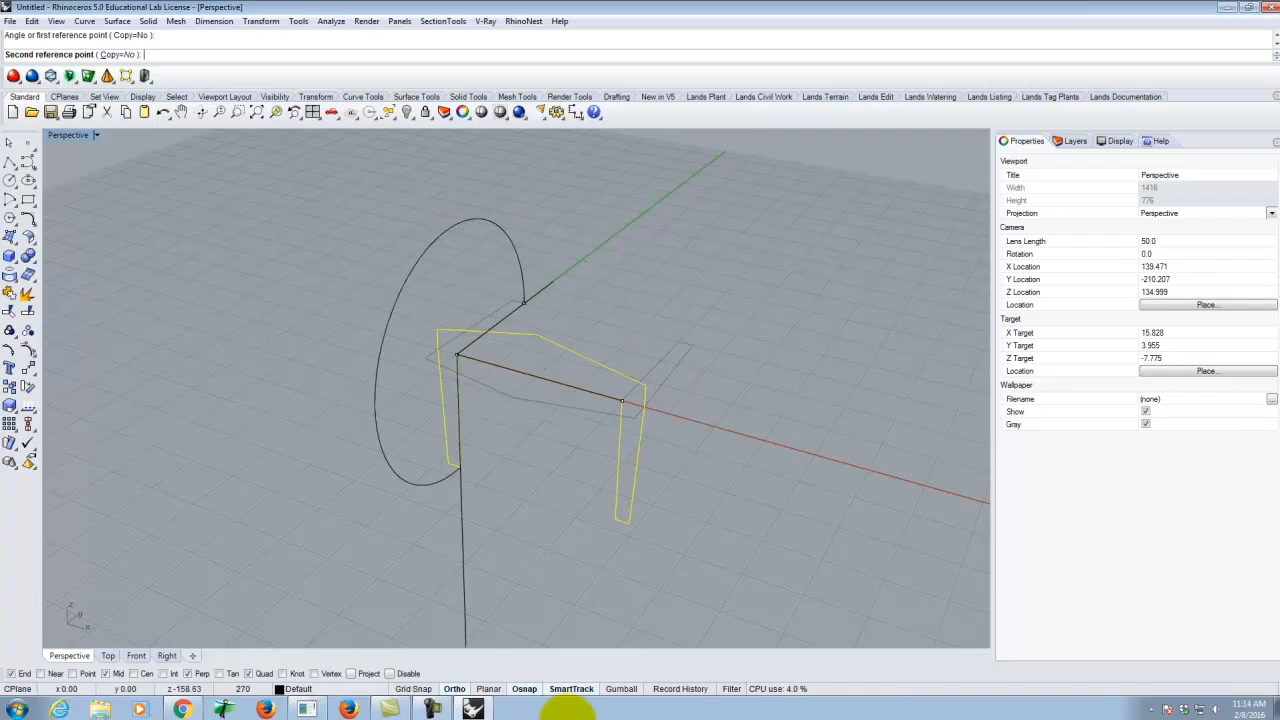 Untitled - Rhinoceros 5.0 Educational Lab License - [Perspective]
File Edit View Curve Surface Solid Mesh Dimension Transform Tools Analyze Render Panels SectionTools V-Ray RhinoNest Help
Angle or first reference point ( Copy=No ):
Second reference point ( Copy=No ):
Standard CPlanes Set View Display Select Viewport Layout Visibility Transform Curve Tools Surface Tools Solid Tools Mesh Tools Render Tools Drafting New in V5 Lands Plant Lands Civil Work Lands Terrain Lands Edit Lands Watering Lands Listing Lands Tag Plants Lands Documentation
Perspective
Properties Layers Display Help
Viewport
Title Perspective
Width 1416
Height 776
Projection Perspective
Camera
Lens Length 50.0
Rotation 0.0
X Location 139.471
Y Location -210.207
Z Location 134.999
Location Place...
Target
X Target 15.828
Y Target 3.955
Z Target -7.775
Location Place...
Wallpaper
Filename (none) ...
Show
Gray
z
y
x
Perspective Top Front Right
End Near Point Mid Cen Int Perp Tan Quad Knot Vertex Project Disable
CPlane x 0.00 y 0.00 z-158.63 270 Default Grid Snap Ortho Planar Osnap SmartTrack Gumball Record History Filter CPU use: 4.0 %
11:14 AM
2/8/2016